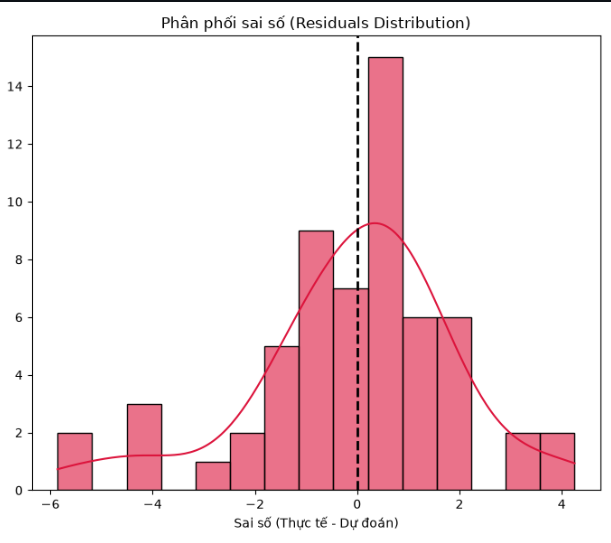 Phân phối sai số (Residuals Distribution)
14
12
10
8
6
4
2
0
−6 −4 −2 0 2 4
Sai số (Thực tế - Dự đoán)